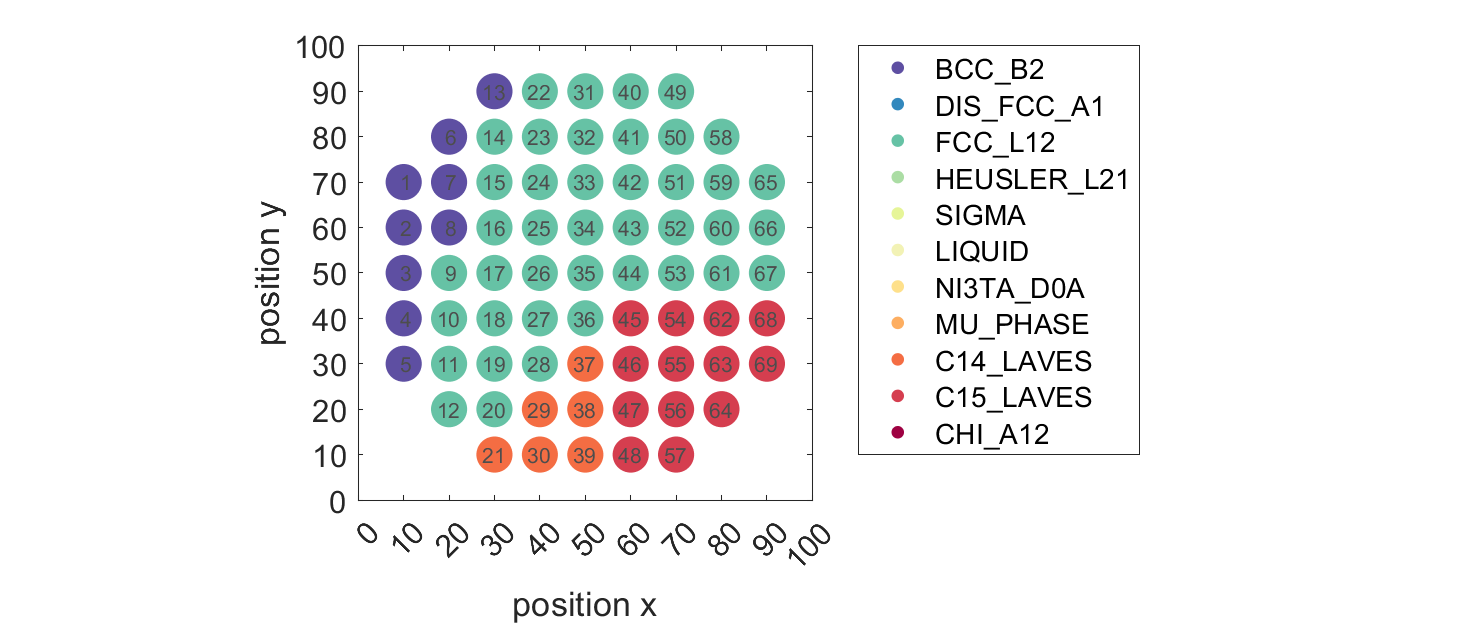 100
90
80
70
60
50
40
30
20
10
0
position y
13 22 31 40 49
6 14 23 32 41 50 58
1 7 15 24 33 42 51 59 65
2 8 16 25 34 43 52 60 66
3 9 17 26 35 44 53 61 67
4 10 18 27 36 45 54 62 68
5 11 19 28 37 46 55 63 69
12 20 29 38 47 56 64
21 30 39 48 57
0 10 20 30 40 50 60 70 80 90 100
position x
BCC_B2
DIS_FCC_A1
FCC_L12
HEUSLER_L21
SIGMA
LIQUID
NI3TA_D0A
MU_PHASE
C14_LAVES
C15_LAVES
CHI_A12